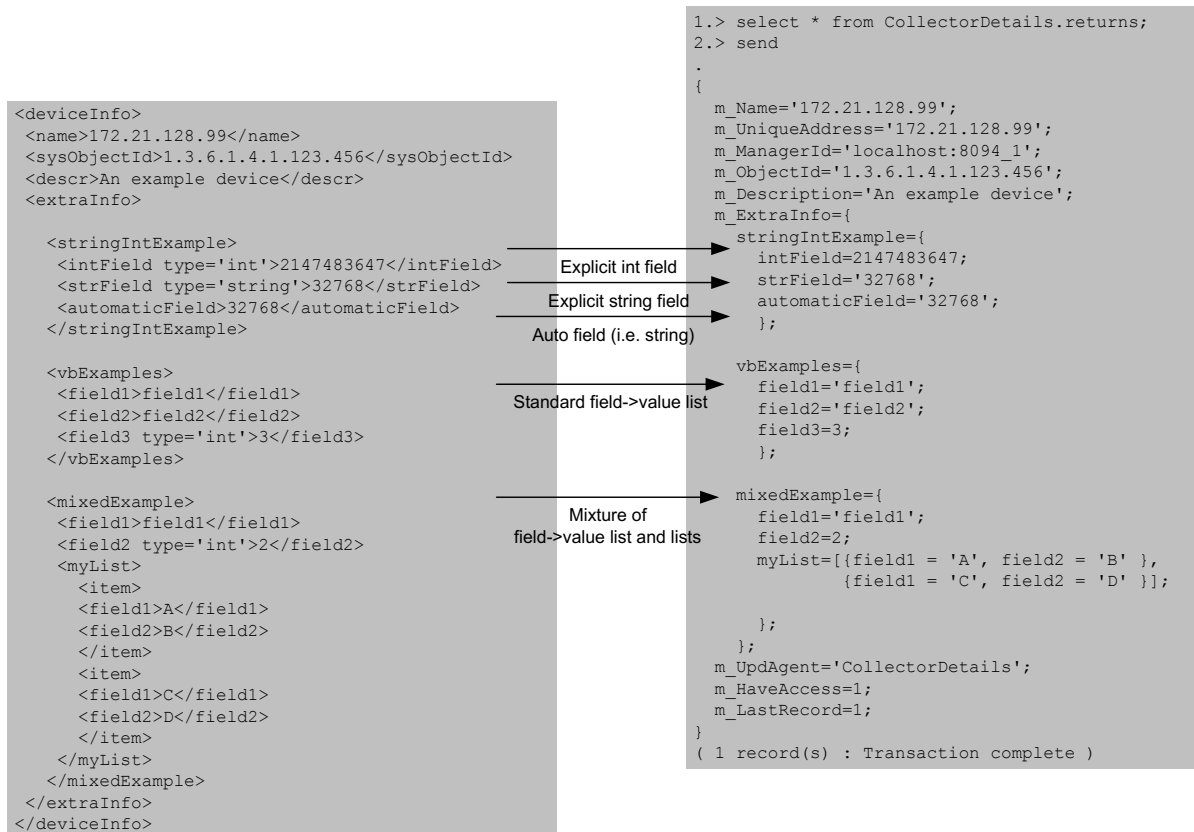 <deviceInfo>
<name>172.21.128.99</name>
<sysObjectId>1.3.6.1.4.1.123.456</sysObjectId>
<descr>An example device</descr>
<extraInfo>
<stringIntExample>
<intField type='int'>2147483647</intField>
<strField type='string'>32768</strField>
<automaticField>32768</automaticField>
</stringIntExample>
<vbExamples>
<field1>field1</field1>
<field2>field2</field2>
<field3 type='int'>3</field3>
</vbExamples>
<mixedExample>
<field1>field1</field1>
<field2 type='int'>2</field2>
<myList>
<item>
<field1>A</field1>
<field2>B</field2>
</item>
<item>
<field1>C</field1>
<field2>D</field2>
</item>
</myList>
</mixedExample>
</extraInfo>
</deviceInfo>
Explicit int field
Explicit string field
Auto field (i.e. string)
Standard field->value list
Mixture of
field->value list and lists
1.> select * from CollectorDetails.returns;
2.> send
.
{
m_Name='172.21.128.99';
m_UniqueAddress='172.21.128.99';
m_ManagerId='localhost:8094_1';
m_ObjectId='1.3.6.1.4.1.123.456';
m_Description='An example device';
m_ExtraInfo={
stringIntExample={
intField=2147483647;
strField='32768';
automaticField='32768';
};
vbExamples={
field1='field1';
field2='field2';
field3=3;
};
mixedExample={
field1='field1';
field2=2;
myList=[{field1 = 'A', field2 = 'B' },
{field1 = 'C', field2 = 'D' }];
};
};
m_UpdAgent='CollectorDetails';
m_HaveAccess=1;
m_LastRecord=1;
}
( 1 record(s) : Transaction complete )